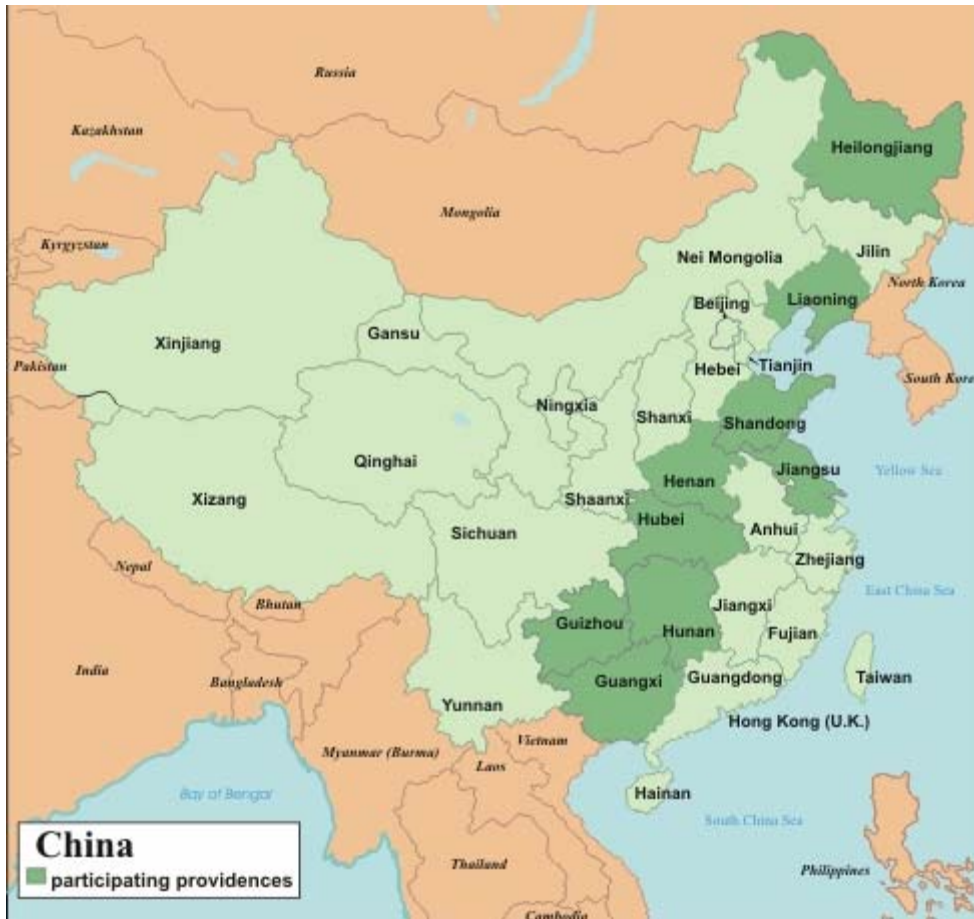 Russia
Kazakhstan
Heilongjiang
Mongolia
Kyrgyzstan
Jilin
Nei Mongolia
North Korea
Beijing
Liaoning
Gansu
Xinjiang
Pakistan
Tianjin
Hebei
South Kore
Ningxia
Shanxi
Shandong
Qinghai
Jiangsu
Yellow Sea
Henan
Xizang
Shaanxi
Hubei
Sichuan
Anhui
Zhejiang
Nepal
East China Sea
Bhutan
Jiangxi
Guizhou
Hunan
Fujian
India
Guangxi
Guangdong
Taiwan
Bangladesh
Yunnan
Hong Kong (U.K.)
Vietnam
Myanmar (Burma)
Laos
Bay of Bengar
Hainan
South China Sea
China
Thailand
Philippines
participating providences
Cambodia